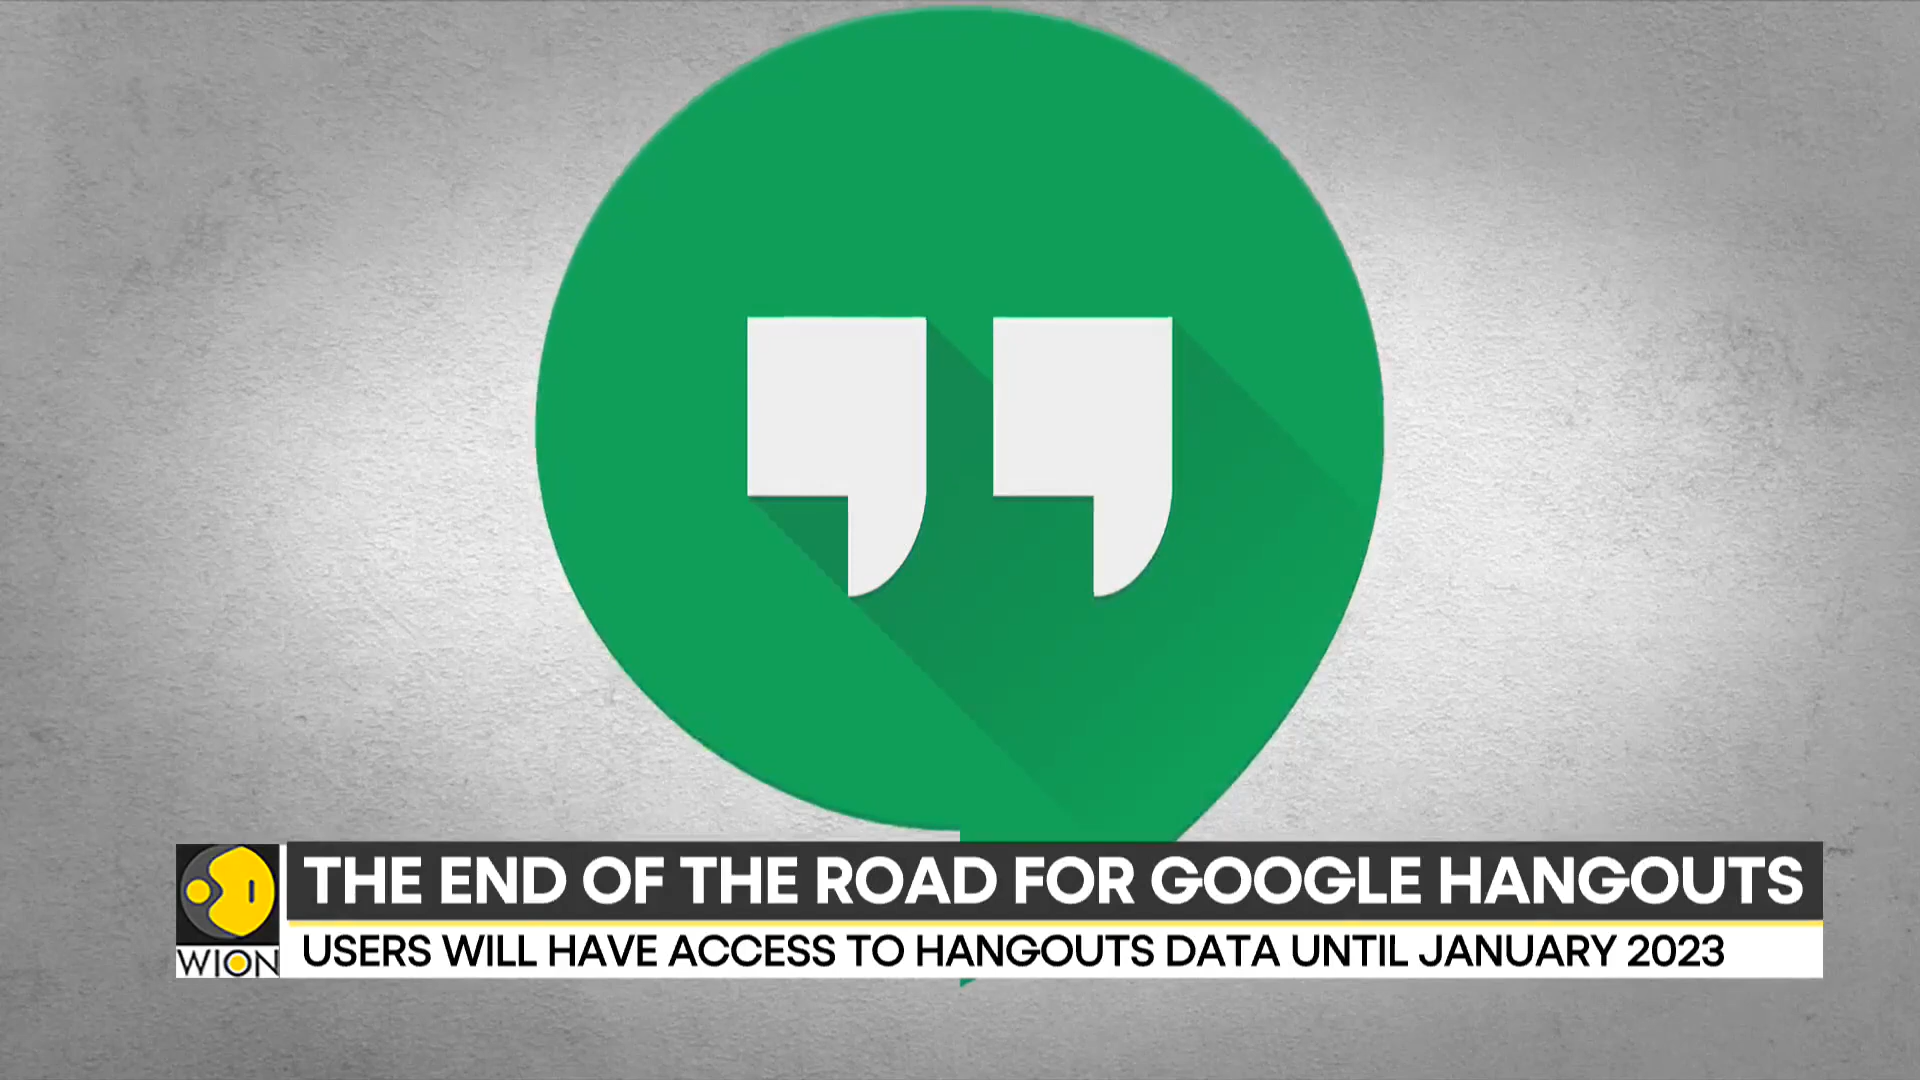 THE END OF THE ROAD FOR GOOGLE HANGOUTS
USERS WILL HAVE ACCESS TO HANGOUTS DATA UNTIL JANUARY 2023
WION